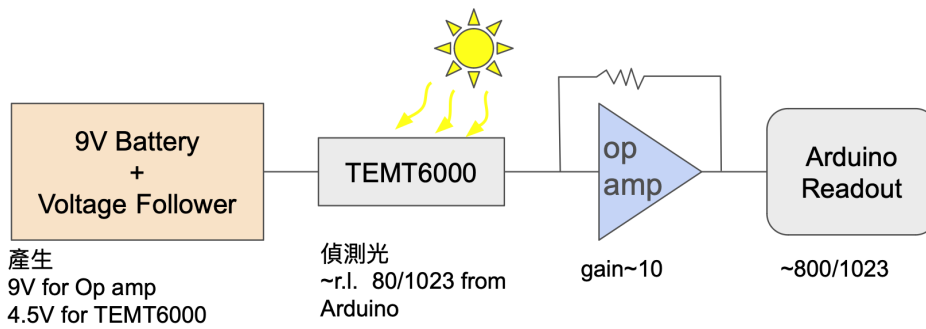 9V Battery
+
Voltage Follower
TEMT6000
op
amp
Arduino
Readout
產生
9V for Op amp
4.5V for TEMT6000
偵測光
~r.l. 80/1023 from
Arduino
gain~10
~800/1023